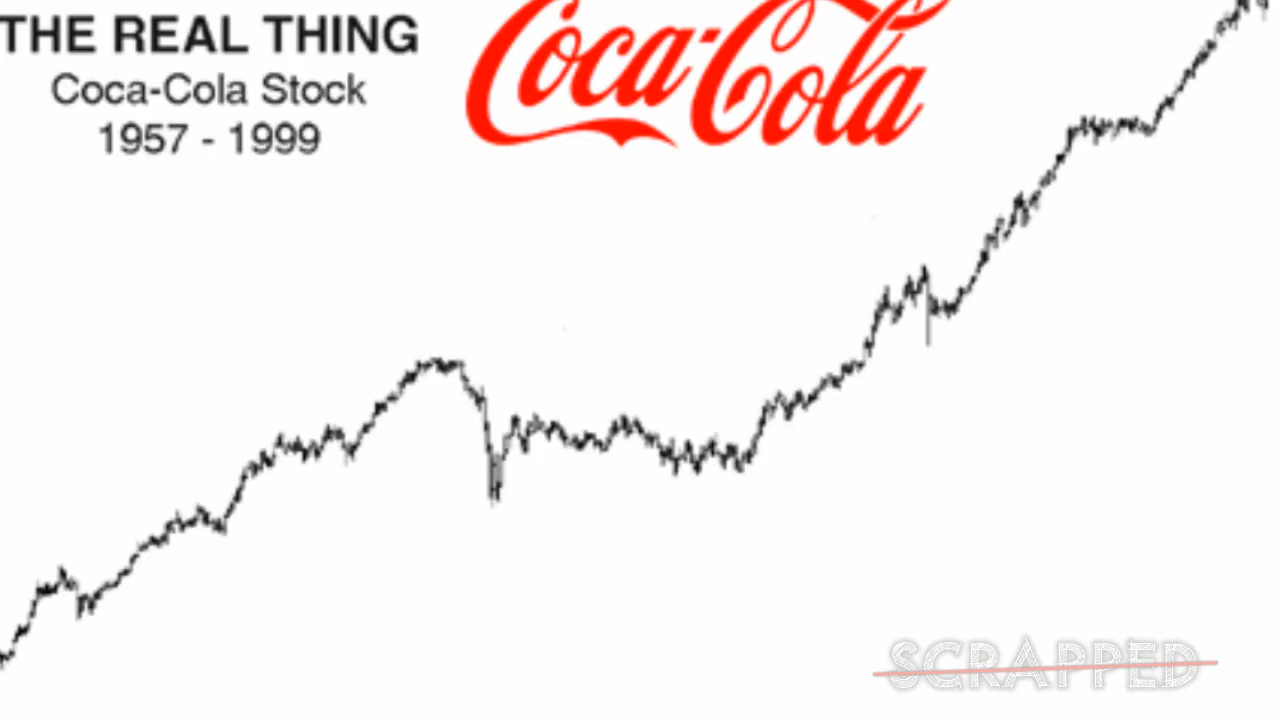 THE REAL THING
Coca-Cola Stock
1957 - 1999
Coca-Cola
SCRAPPED